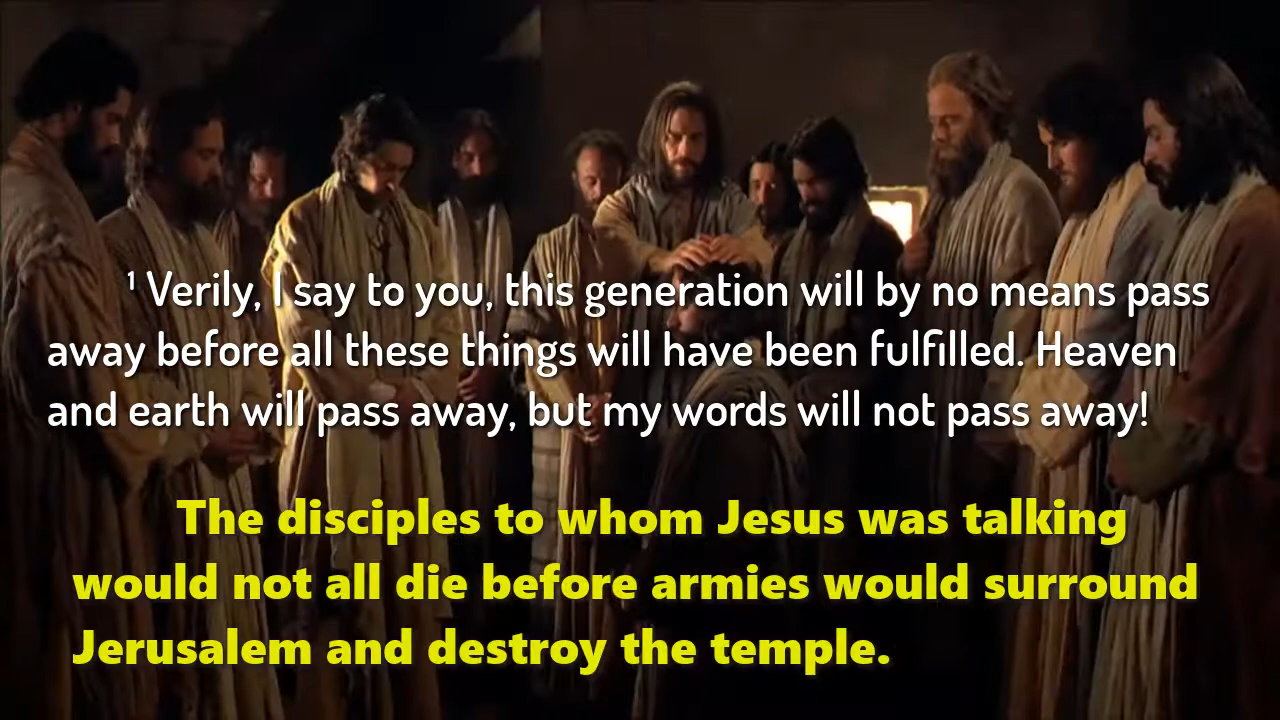 ¹ Verily, I say to you, this generation will by no means pass
away before all these things will have been fulfilled. Heaven
and earth will pass away, but my words will not pass away!
The disciples to whom Jesus was talking
would not all die before armies would surround
Jerusalem and destroy the temple.